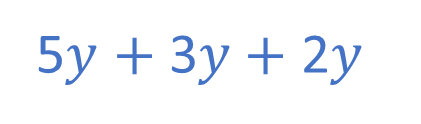 5𝑦 + 3𝑦 + 2𝑦